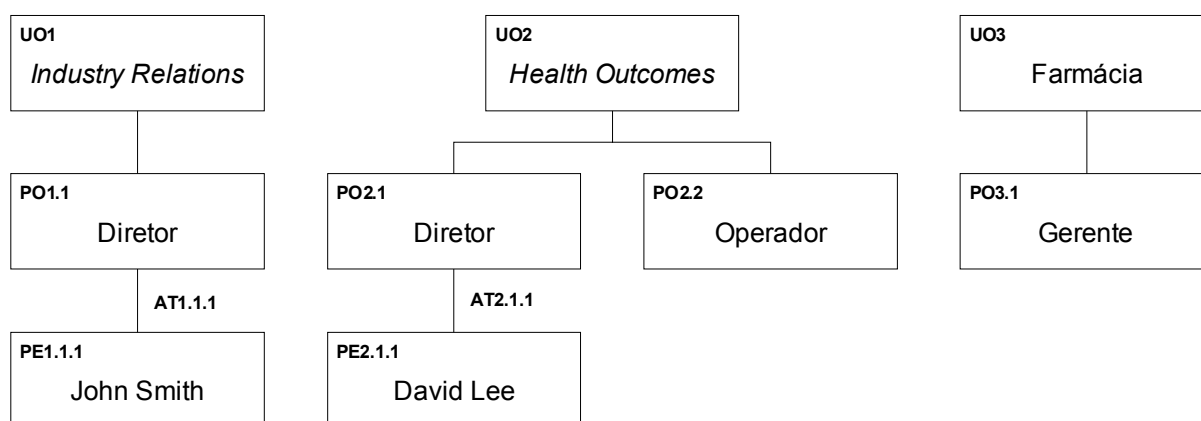 UO1
Industry Relations
UO2
Health Outcomes
UO3
Farmácia
PO1.1
Diretor
PO2.1
Diretor
PO2.2
Operador
PO3.1
Gerente
AT1.1.1
AT2.1.1
PE1.1.1
John Smith
PE2.1.1
David Lee